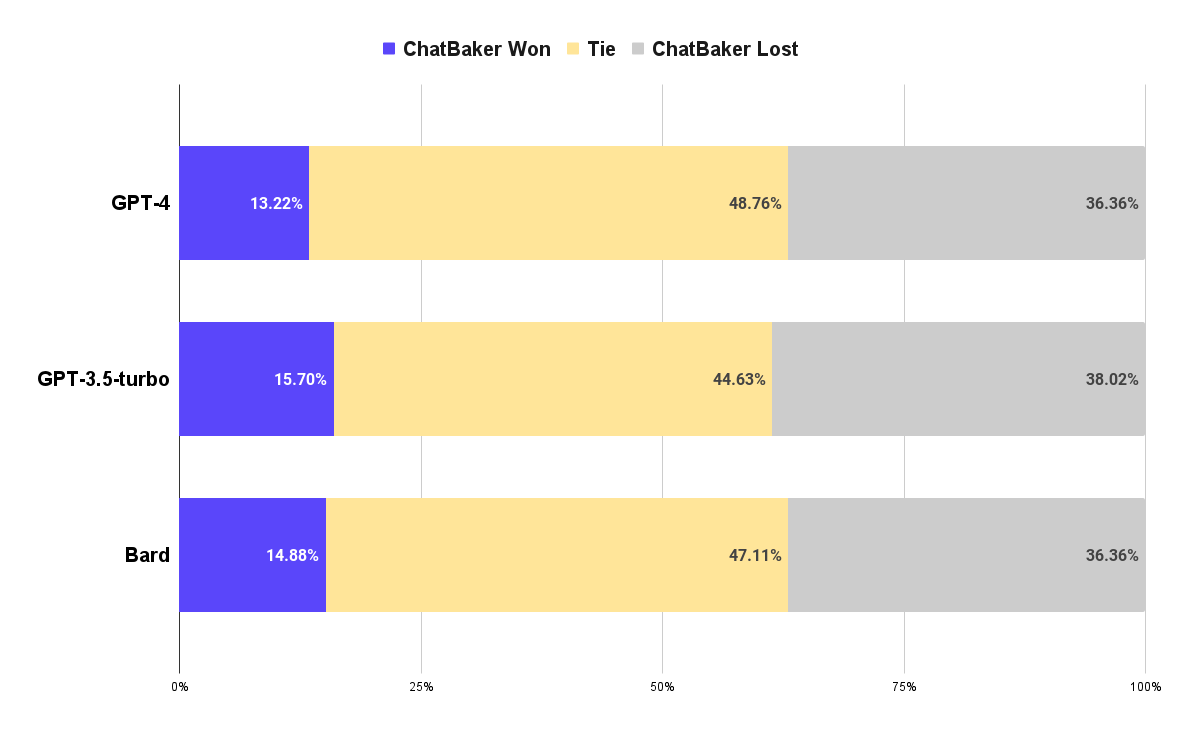 ChatBaker Won Tie ChatBaker Lost
GPT-4 13.22% 48.76% 36.36%
GPT-3.5-turbo 15.70% 44.63% 38.02%
Bard 14.88% 47.11% 36.36%
0% 25% 50% 75% 100%